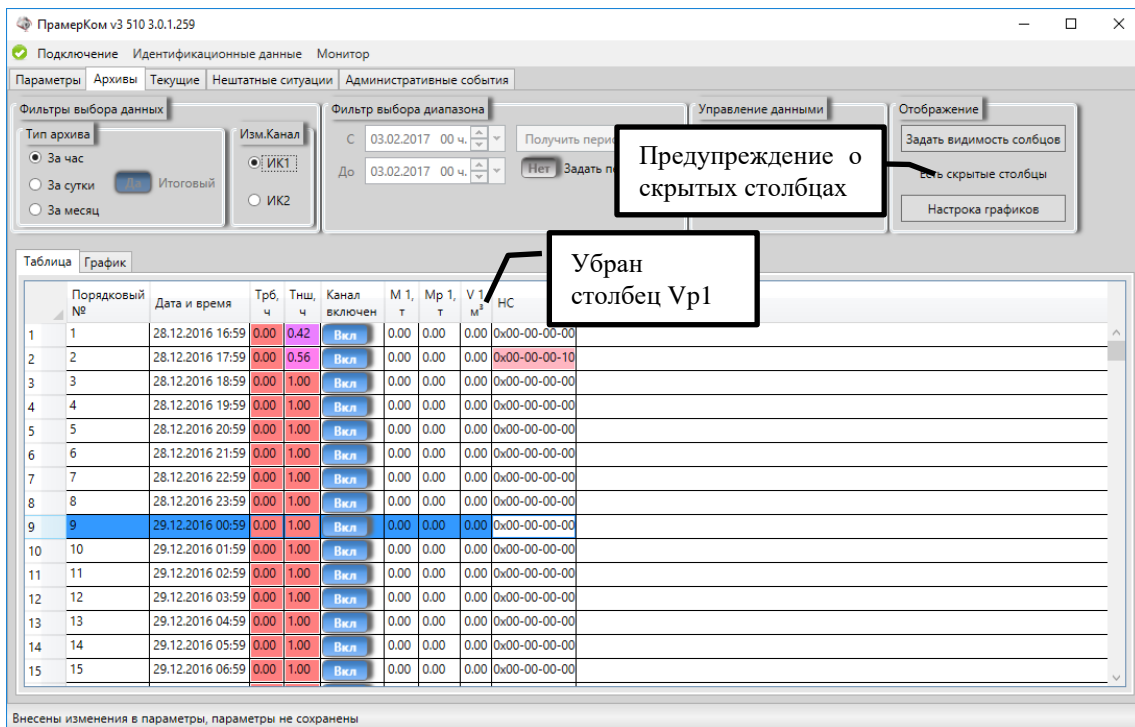 ПрамерКом v3 510 3.0.1.259
Подключение Идентификационные данные Монитор
Параметры Архивы Текущие Нештатные ситуации Административные события
Фильтры выбора данных
Тип архива
За час
За сутки
За месяц
Да Итоговый
Изм.Канал
ИК1
ИК2
Фильтр выбора диапазона
С 03.02.2017 00 ч.
До 03.02.2017 00 ч.
Получить
Нет Задать
Управление данными
Отображение
Задать видимость солбцов
Есть скрытые столбцы
Настрока графиков
Предупреждение о
скрытых столбцах
Убран
столбец Vp1
Таблица График
Порядковый № Дата и время Трб, ч Тнш, ч Канал включен М 1, т Мр 1, т V 1 м³ НС
1 1 28.12.2016 16:59 0.00 0.42 Вкл 0.00 0.00 0.00 0x00-00-00-00
2 2 28.12.2016 17:59 0.00 0.56 Вкл 0.00 0.00 0.00 0x00-00-00-10
3 3 28.12.2016 18:59 0.00 1.00 Вкл 0.00 0.00 0.00 0x00-00-00-00
4 4 28.12.2016 19:59 0.00 1.00 Вкл 0.00 0.00 0.00 0x00-00-00-00
5 5 28.12.2016 20:59 0.00 1.00 Вкл 0.00 0.00 0.00 0x00-00-00-00
6 6 28.12.2016 21:59 0.00 1.00 Вкл 0.00 0.00 0.00 0x00-00-00-00
7 7 28.12.2016 22:59 0.00 1.00 Вкл 0.00 0.00 0.00 0x00-00-00-00
8 8 28.12.2016 23:59 0.00 1.00 Вкл 0.00 0.00 0.00 0x00-00-00-00
9 9 29.12.2016 00:59 0.00 1.00 Вкл 0.00 0.00 0.00 0x00-00-00-00
10 10 29.12.2016 01:59 0.00 1.00 Вкл 0.00 0.00 0.00 0x00-00-00-00
11 11 29.12.2016 02:59 0.00 1.00 Вкл 0.00 0.00 0.00 0x00-00-00-00
12 12 29.12.2016 03:59 0.00 1.00 Вкл 0.00 0.00 0.00 0x00-00-00-00
13 13 29.12.2016 04:59 0.00 1.00 Вкл 0.00 0.00 0.00 0x00-00-00-00
14 14 29.12.2016 05:59 0.00 1.00 Вкл 0.00 0.00 0.00 0x00-00-00-00
15 15 29.12.2016 06:59 0.00 1.00 Вкл 0.00 0.00 0.00 0x00-00-00-00
Внесены изменения в параметры, параметры не сохранены